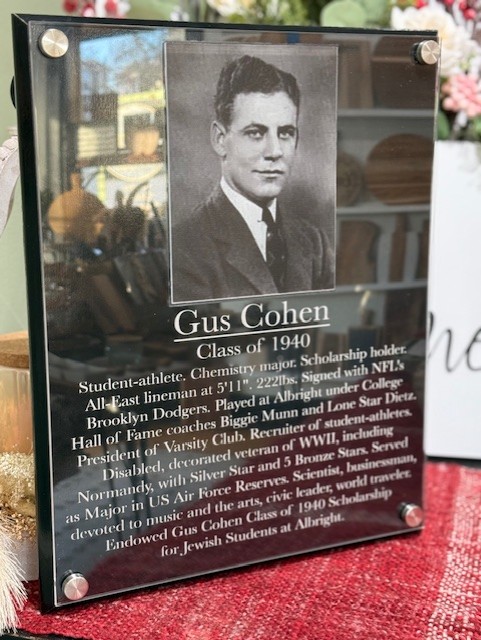 Gus Cohen
Class of 1940
Student-athlete. Chemistry major. Scholarship holder.
All-East lineman at 5'11". 222lbs. Signed with NFL's
Brooklyn Dodgers. Played at Albright under College
Hall of Fame coaches Biggie Munn and Lone Star Dietz.
President of Varsity Club. Recruiter of student-athletes.
Disabled, decorated veteran of WWII, including
Normandy, with Silver Star and 5 Bronze Stars. Served
as Major in US Air Force Reserves. Scientist, businessman,
devoted to music and the arts, civic leader, world traveler.
Endowed Gus Cohen Class of 1940 Scholarship
for Jewish Students at Albright.